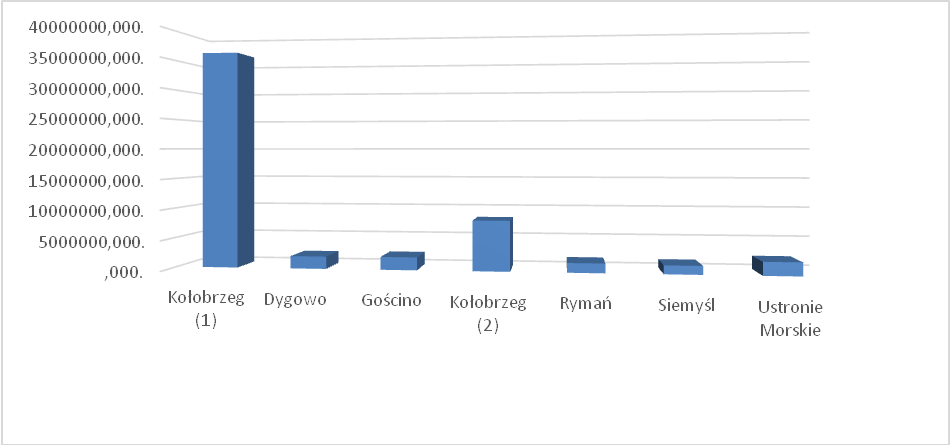 40000000,000.
35000000,000.
30000000,000.
25000000,000.
20000000,000.
15000000,000.
10000000,000.
5000000,000.
,000.
Kołobrzeg
(1)
Dygowo
Gościno
Kołobrzeg
(2)
Rymań
Siemyśl
Ustronie
Morskie